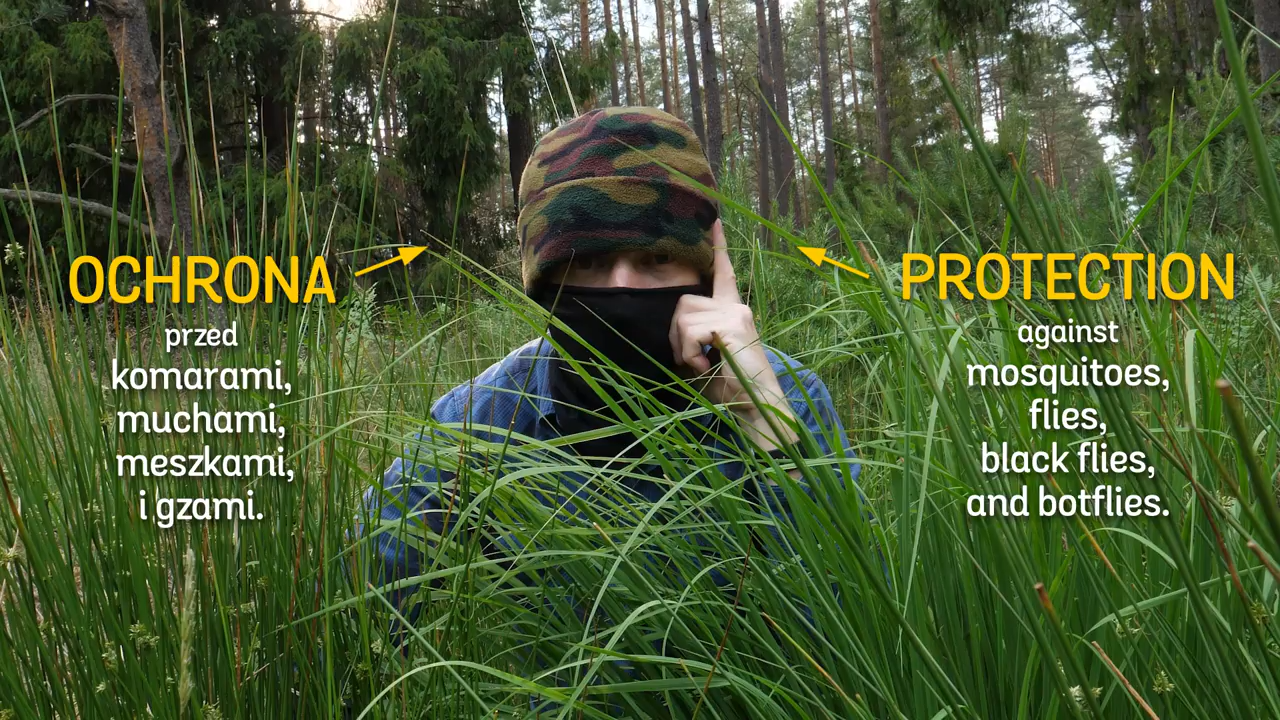 OCHRONA
przed
komarami,
muchami,
meszkami,
i gzami.
PROTECTION
against
mosquitoes,
flies,
black flies,
and botflies.